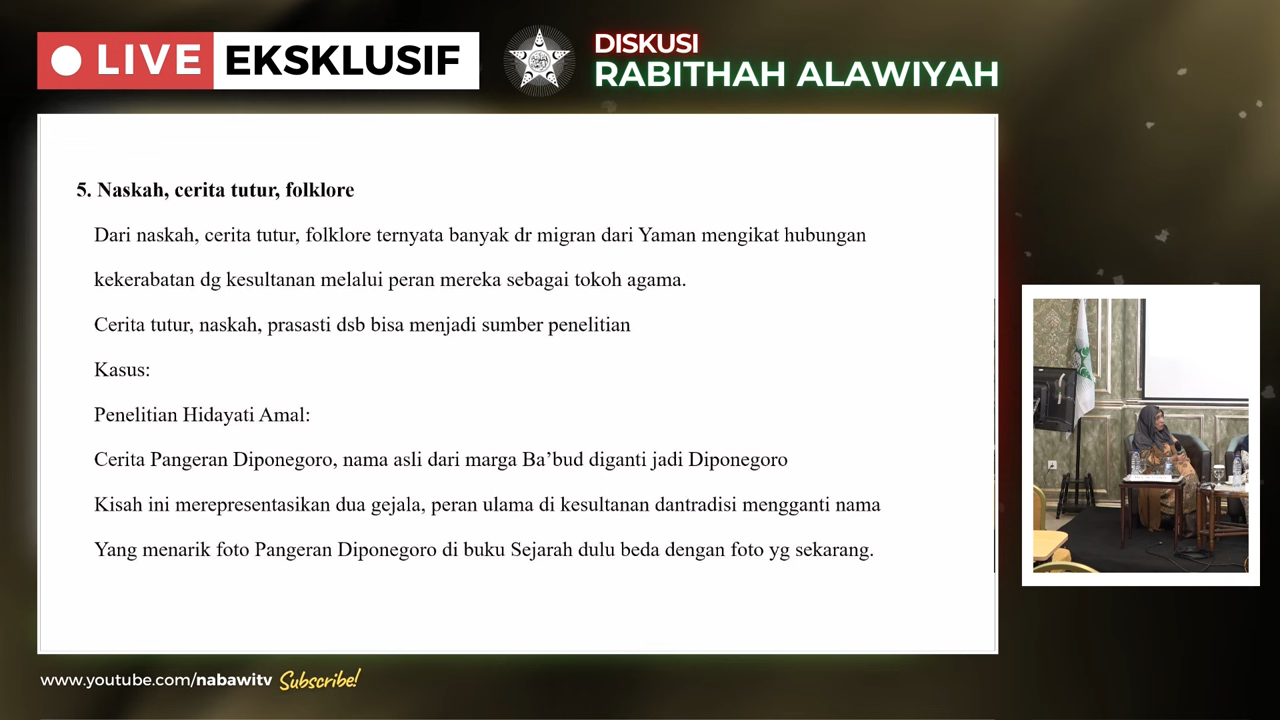 LIVE EKSKLUSIF
DISKUSI
RABITHAH ALAWIYAH
5. Naskah, cerita tutur, folklore
Dari naskah, cerita tutur, folklore ternyata banyak dr migran dari Yaman mengikat hubungan
kekerabatan dg kesultanan melalui peran mereka sebagai tokoh agama.
Cerita tutur, naskah, prasasti dsb bisa menjadi sumber penelitian
Kasus:
Penelitian Hidayati Amal:
Cerita Pangeran Diponegoro, nama asli dari marga Ba’bud diganti jadi Diponegoro
Kisah ini merepresentasikan dua gejala, peran ulama di kesultanan dantradisi mengganti nama
Yang menarik foto Pangeran Diponegoro di buku Sejarah dulu beda dengan foto yg sekarang.
www.youtube.com/nabawitv Subscribe!